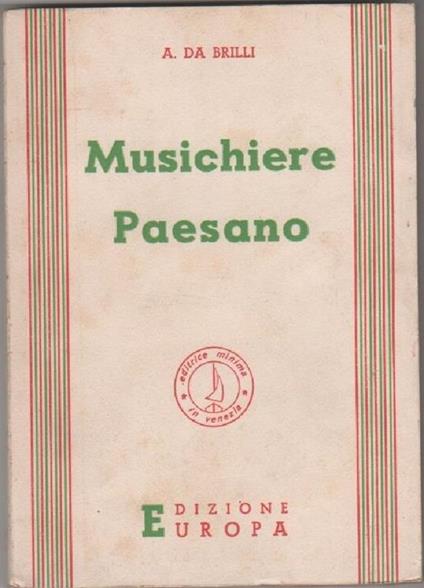 A. DA BRILLI
Musichiere
Paesano
editrice minima
in venezia
EDIZIONE
EUROPA